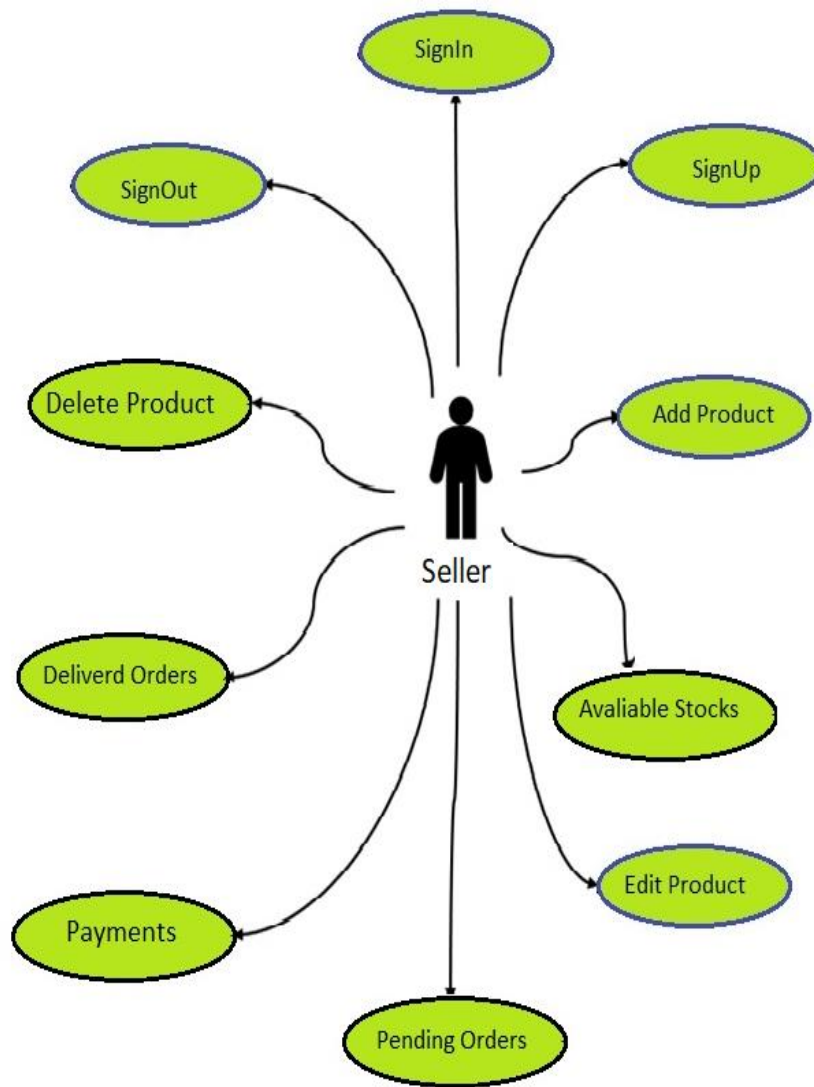 SignIn
SignUp
SignOut
Delete Product
Add Product
Seller
Deliverd Orders
Avaliable Stocks
Edit Product
Payments
Pending Orders